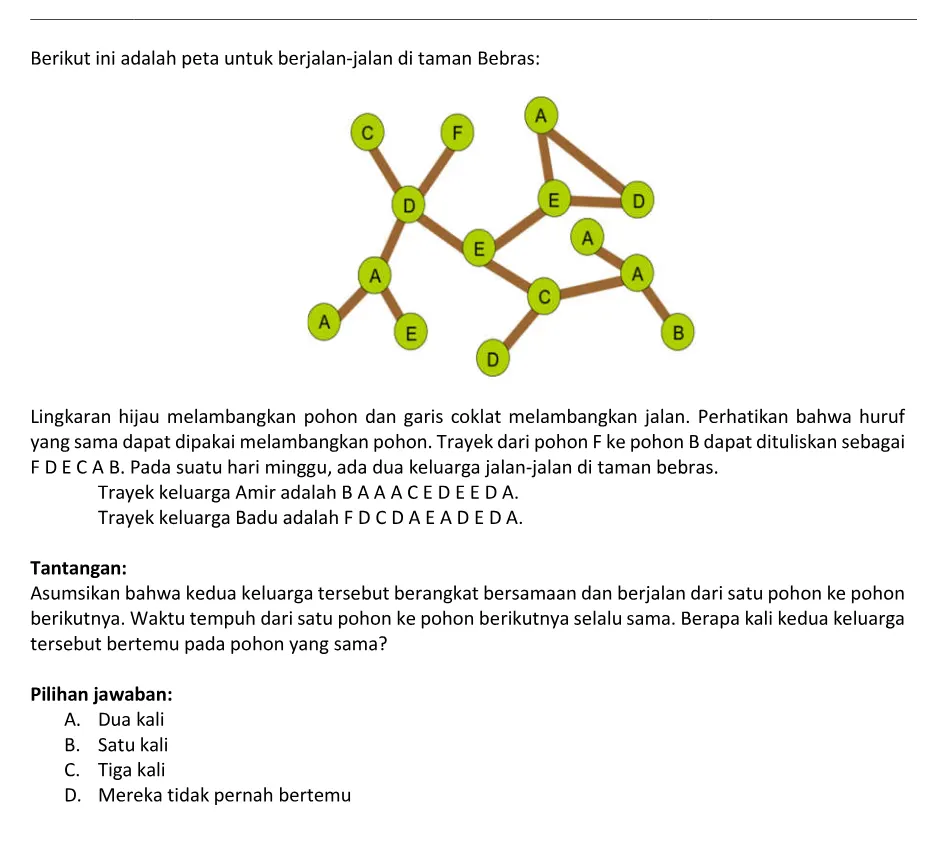 Berikut ini adalah peta untuk berjalan-jalan di taman Bebras:
A
C
F
E
D
D
A
E
A
A
C
A
E
B
D
Lingkaran hijau melambangkan pohon dan garis coklat melambangkan jalan. Perhatikan bahwa huruf
yang sama dapat dipakai melambangkan pohon. Trayek dari pohon F ke pohon B dapat dituliskan sebagai
F D E C A B. Pada suatu hari minggu, ada dua keluarga jalan-jalan di taman bebras.
Trayek keluarga Amir adalah B A A A C E D E E D A.
Trayek keluarga Badu adalah F D C D A E A D E D A.
Tantangan:
Asumsikan bahwa kedua keluarga tersebut berangkat bersamaan dan berjalan dari satu pohon ke pohon
berikutnya. Waktu tempuh dari satu pohon ke pohon berikutnya selalu sama. Berapa kali kedua keluarga
tersebut bertemu pada pohon yang sama?
Pilihan jawaban:
A. Dua kali
B. Satu kali
C. Tiga kali
D. Mereka tidak pernah bertemu